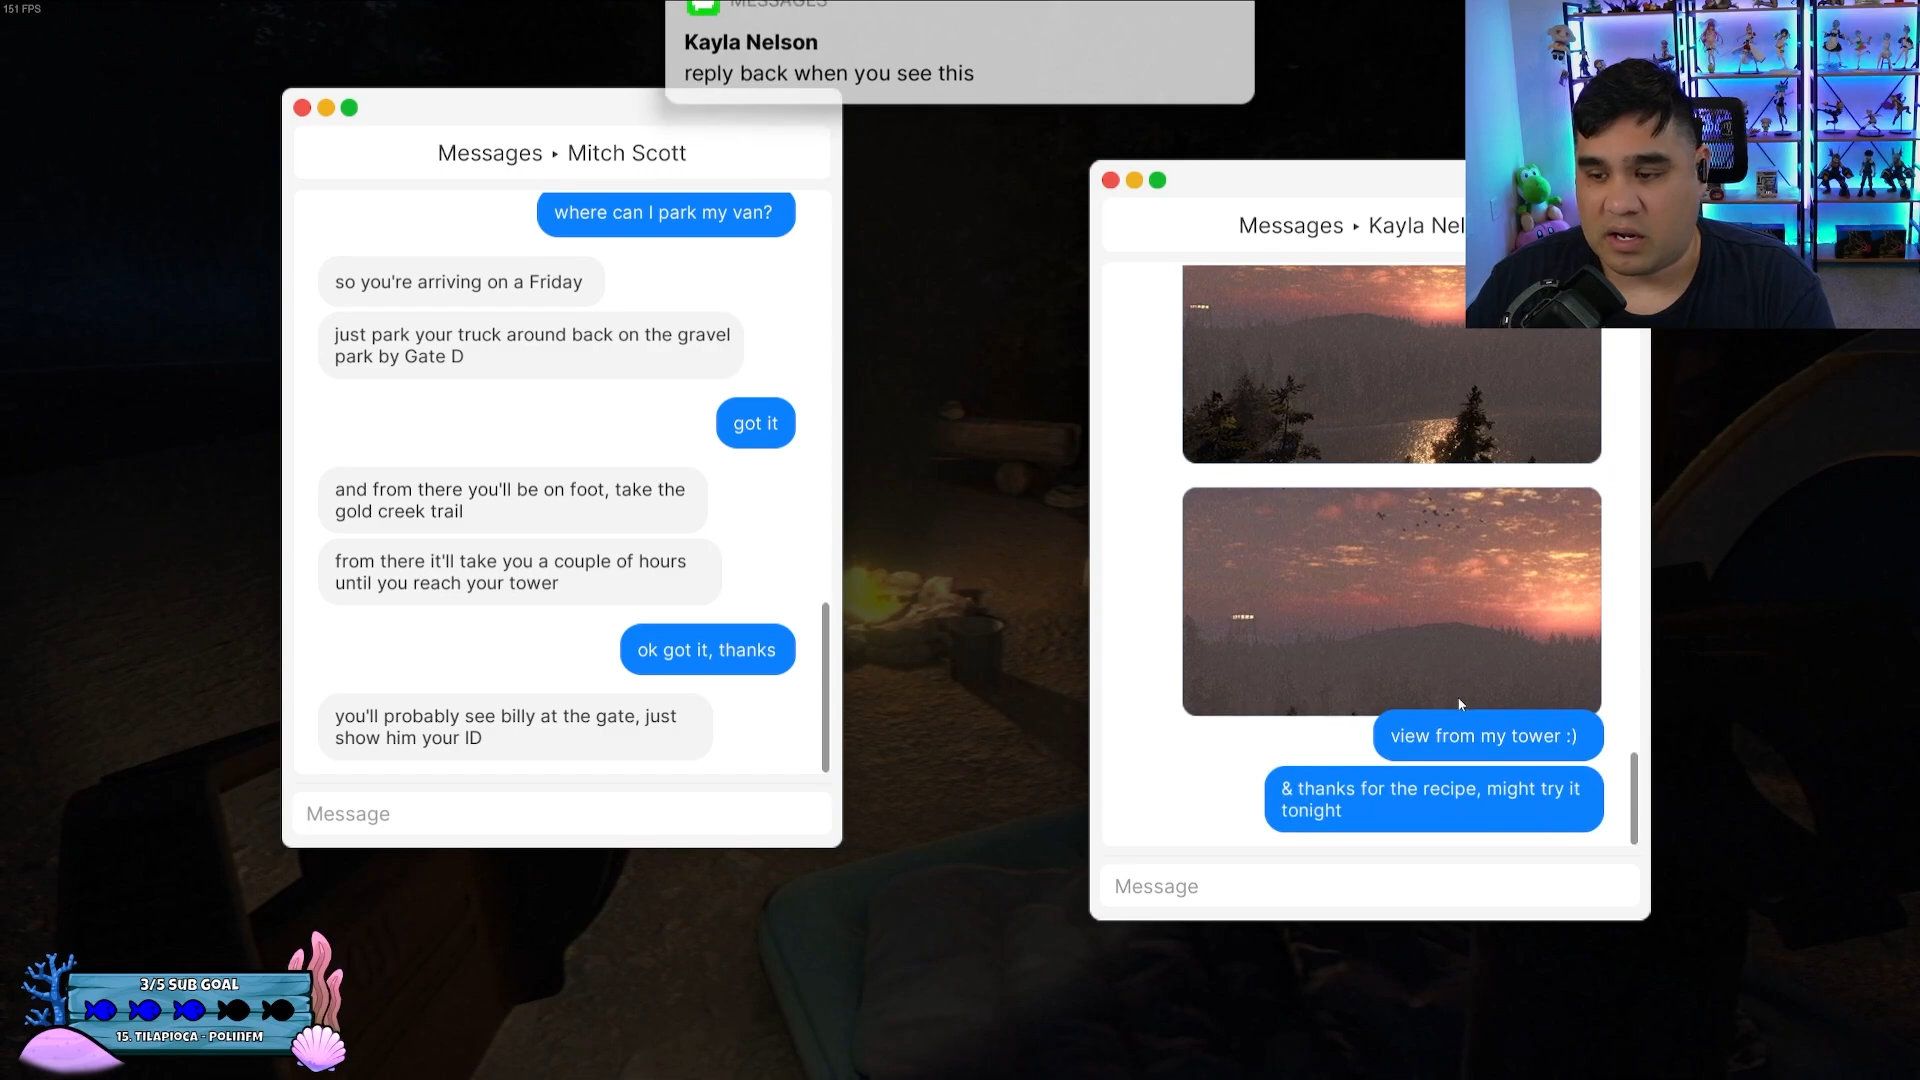 151 FPS
MESSAGES
Kayla Nelson
reply back when you see this
Messages ▸ Mitch Scott
where can I park my van?
so you're arriving on a Friday
just park your truck around back on the gravel
park by Gate D
got it
and from there you'll be on foot, take the
gold creek trail
from there it'll take you a couple of hours
until you reach your tower
ok got it, thanks
you'll probably see billy at the gate, just
show him your ID
Message
Messages ▸ Kayla Nel
view from my tower :)
& thanks for the recipe, might try it
tonight
Message
3/5 SUB GOAL
15. TILAPIOCA - POLINFM